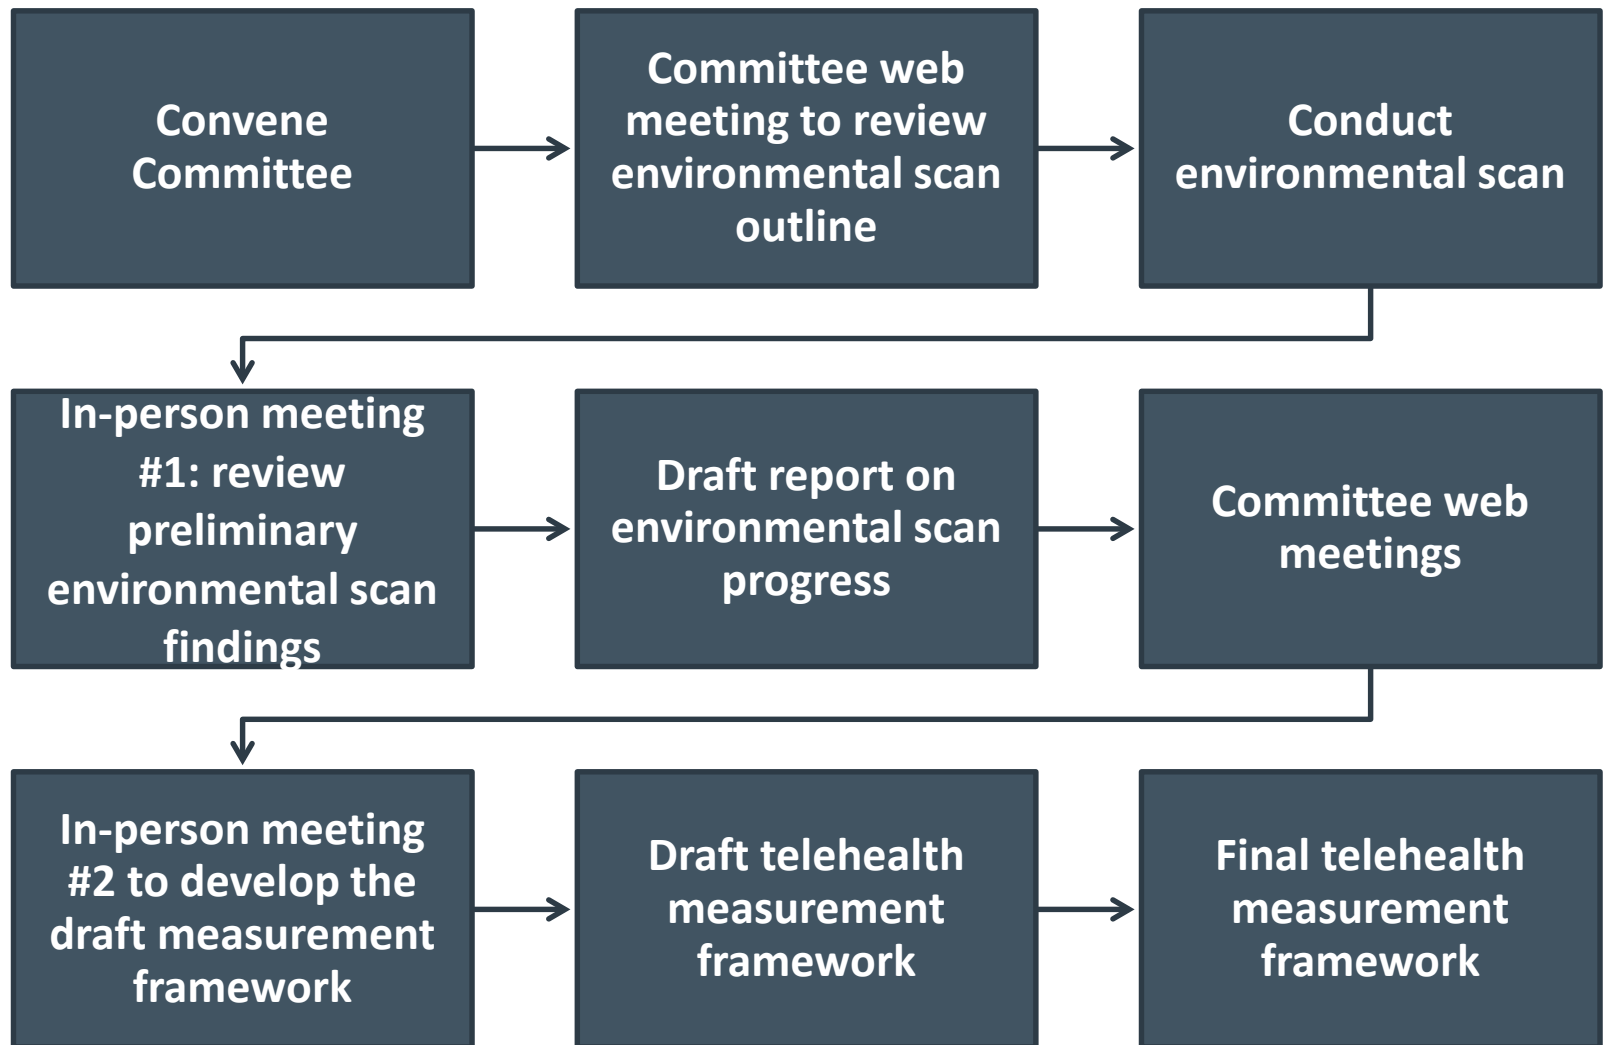 Convene
Committee
Committee web
meeting to review
environmental scan
outline
Conduct
environmental scan
In-person meeting
#1: review
preliminary
environmental scan
findings
Draft report on
environmental scan
progress
Committee web
meetings
In-person meeting
#2 to develop the
draft measurement
framework
Draft telehealth
measurement
framework
Final telehealth
measurement
framework